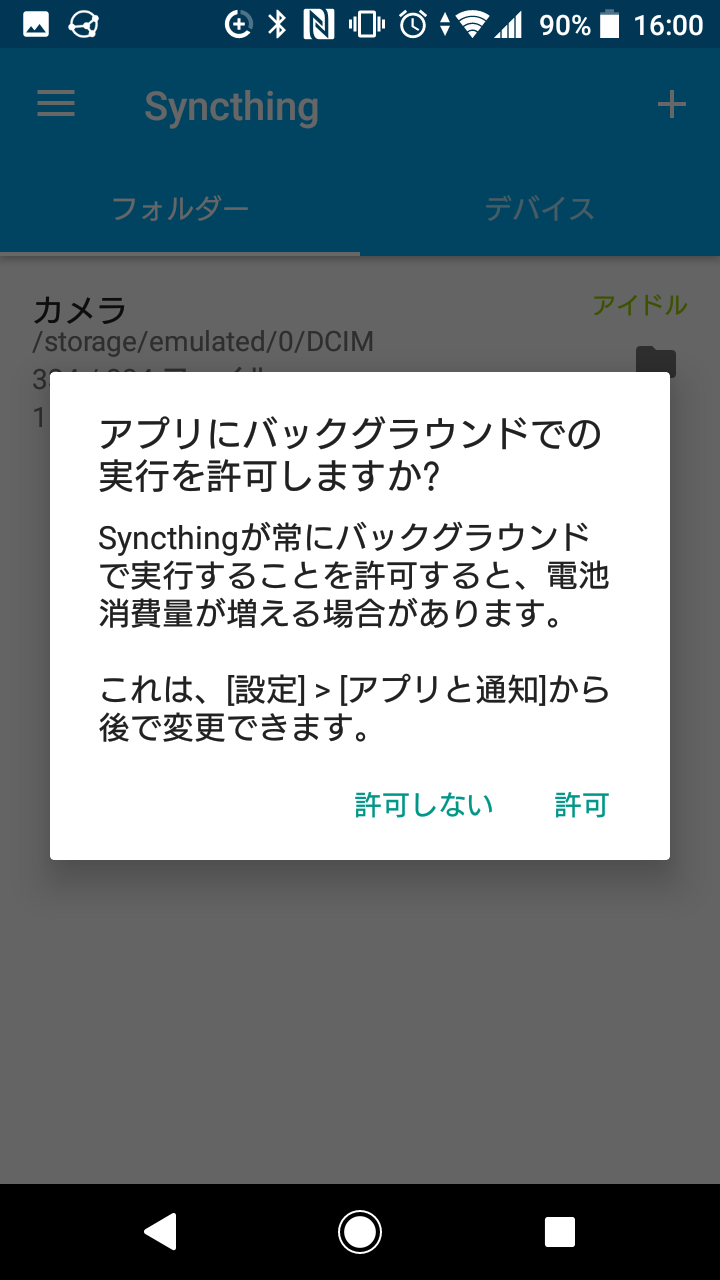 90% 16:00
Syncthing
フォルダー デバイス
カメラ アイドル
/storage/emulated/0/DCIM
アプリにバックグラウンドでの
実行を許可しますか?
Syncthingが常にバックグラウンド
で実行することを許可すると、電池
消費量が増える場合があります。
これは、[設定] > [アプリと通知]から
後で変更できます。
許可しない 許可